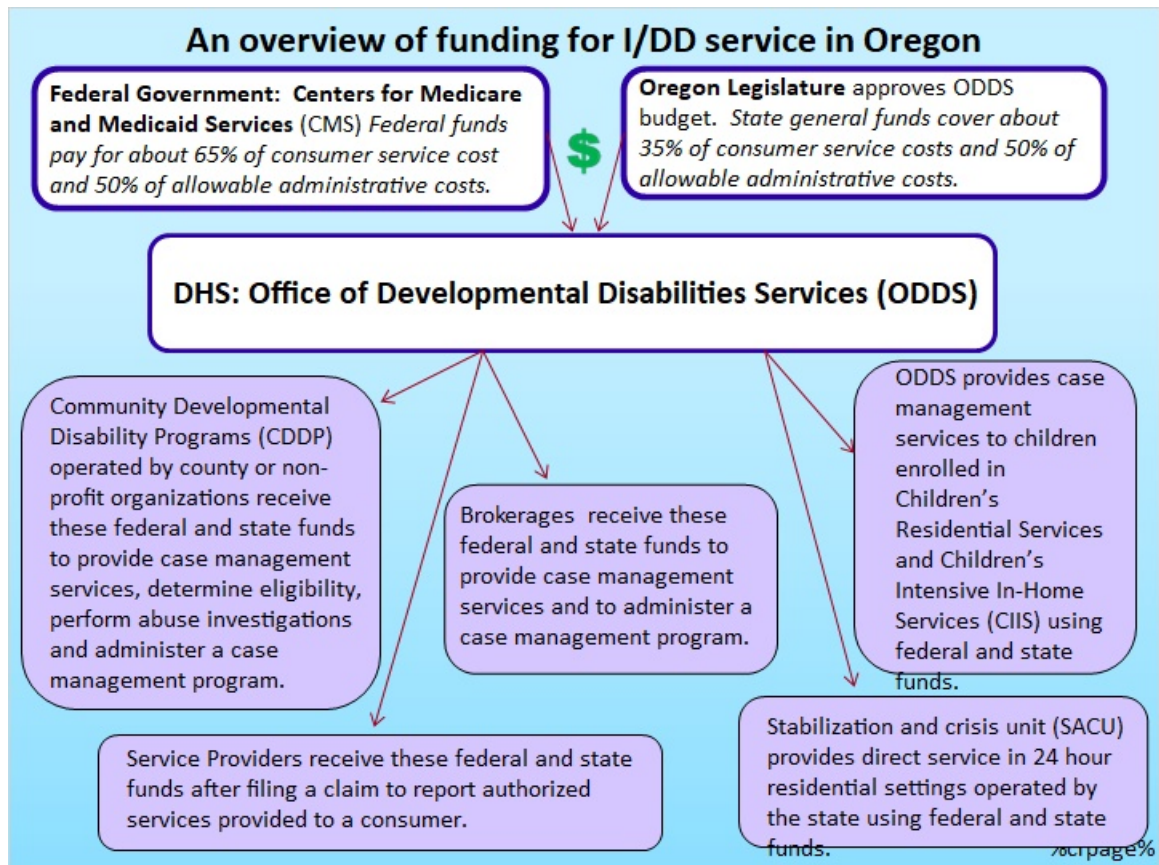 An overview of funding for I/DD service in Oregon
Federal Government: Centers for Medicare
and Medicaid Services (CMS) Federal funds
pay for about 65% of consumer service cost
and 50% of allowable administrative costs.
$
Oregon Legislature approves ODDS
budget. State general funds cover about
35% of consumer service costs and 50% of
allowable administrative costs.
DHS: Office of Developmental Disabilities Services (ODDS)
Community Developmental
Disability Programs (CDDP)
operated by county or non-
profit organizations receive
these federal and state funds
to provide case management
services, determine eligibility,
perform abuse investigations
and administer a case
management program.
Brokerages receive these
federal and state funds to
provide case management
services and to administer a
case management program.
ODDS provides case
management
services to children
enrolled in
Children's
Residential Services
and Children's
Intensive In-Home
Services (CIIS) using
federal and state
funds.
Service Providers receive these federal and state
funds after filing a claim to report authorized
services provided to a consumer.
Stabilization and crisis unit (SACU)
provides direct service in 24 hour
residential settings operated by
the state using federal and state
funds.
%crpage%